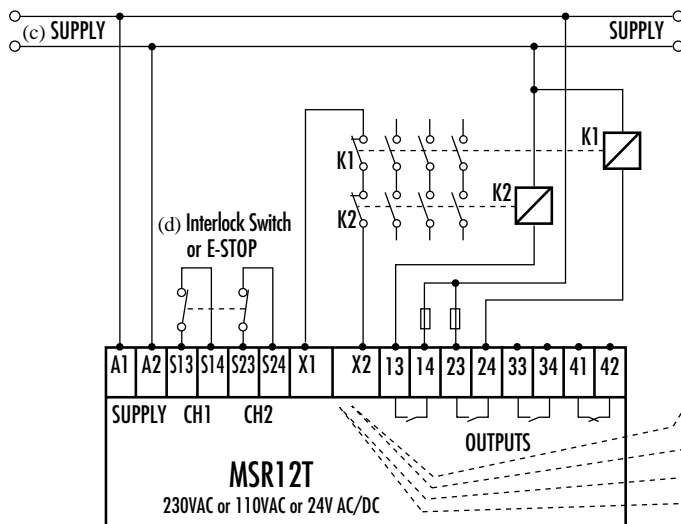 (c) SUPPLY SUPPLY
K1
K1
K2
K2
(d) Interlock Switch
or E-STOP
A1 A2 S13 S14 S23 S24 X1 X2 13 14 23 24 33 34 41 42
SUPPLY CH1 CH2
OUTPUTS
MSR12T
230VAC or 110VAC or 24V AC/DC